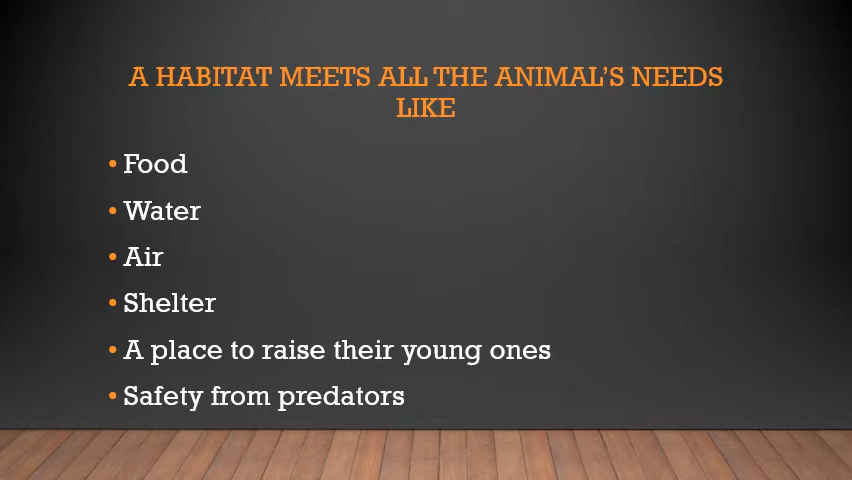 A HABITAT MEETS ALL THE ANIMAL’S NEEDS
LIKE
• Food
• Water
• Air
• Shelter
• A place to raise their young ones
• Safety from predators